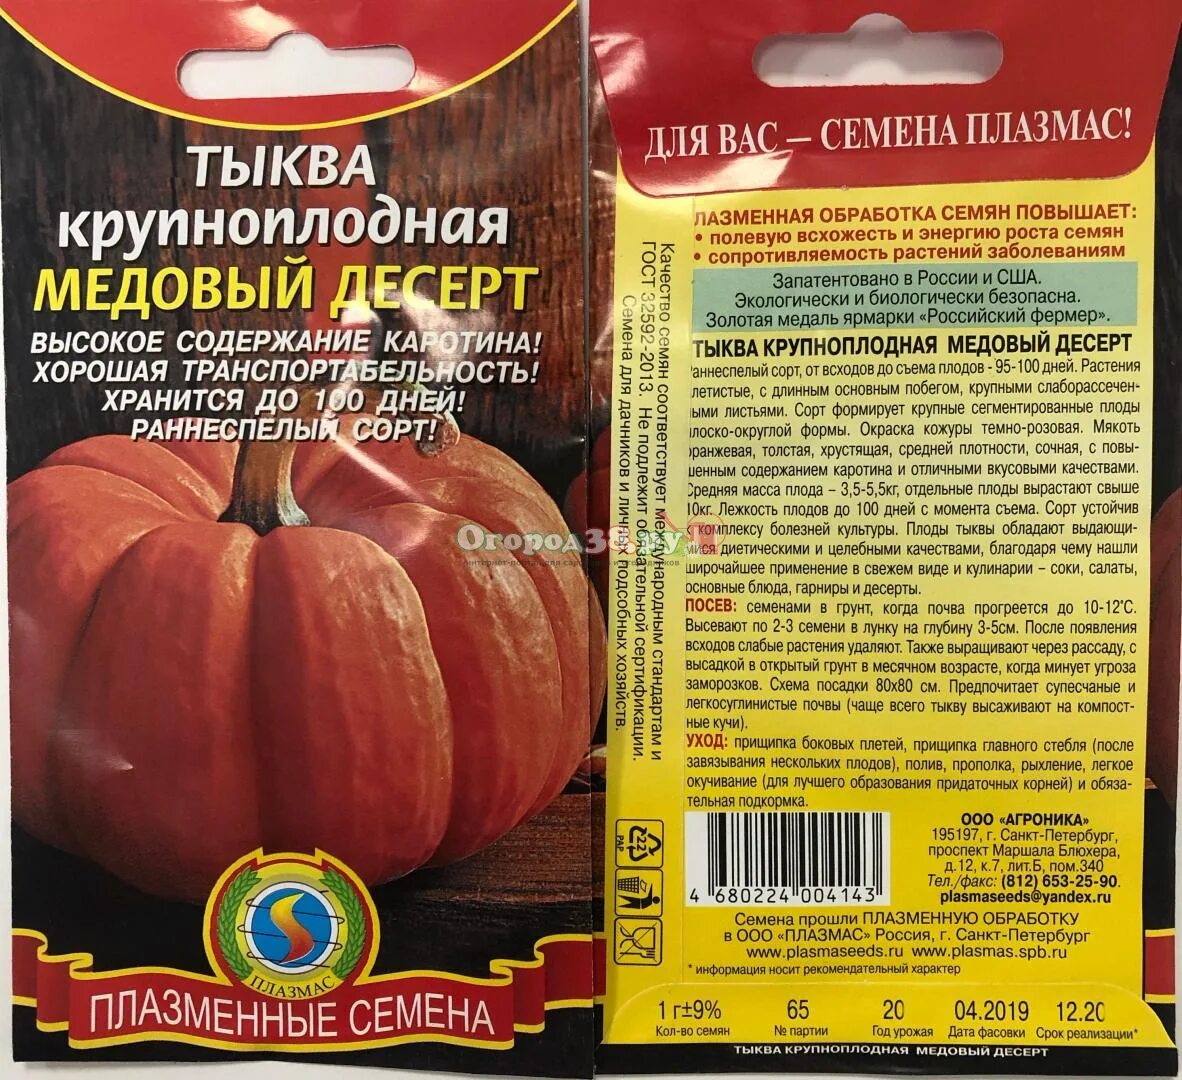 ТЫКВА
крупноплодная
МЕДОВЫЙ ДЕСЕРТ
ВЫСОКОЕ СОДЕРЖАНИЕ КАРОТИНА!
ХОРОШАЯ ТРАНСПОРТАБЕЛЬНОСТЬ!
ХРАНИТСЯ ДО 100 ДНЕЙ!
РАННЕСПЕЛЫЙ СОРТ!
ПЛАЗМАС
ПЛАЗМЕННЫЕ СЕМЕНА
Огород38.ру
ДЛЯ ВАС — СЕМЕНА ПЛАЗМАС!
ЛАЗМЕННАЯ ОБРАБОТКА СЕМЯН ПОВЫШАЕТ:
• полевую всхожесть и энергию роста семян
• сопротивляемость растений заболеваниям
Запатентовано в России и США.
Экологически и биологически безопасна.
Золотая медаль ярмарки «Российский фермер».
ТЫКВА КРУПНОПЛОДНАЯ МЕДОВЫЙ ДЕСЕРТ
Раннеспелый сорт, от всходов до съема плодов - 95-100 дней. Растения
летистые, с длинным основным побегом, крупными слаборассечен-
ными листьями. Сорт формирует крупные сегментированные плоды
плоско-округлой формы. Окраска кожуры темно-розовая. Мякоть
оранжевая, толстая, хрустящая, средней плотности, сочная, с повы-
шенным содержанием каротина и отличными вкусовыми качествами.
Средняя масса плода – 3,5-5,5кг, отдельные плоды вырастают свыше
10кг. Лежкость плодов до 100 дней с момента съема. Сорт устойчив
к комплексу болезней культуры. Плоды тыквы обладают выдающи-
мися диетическими и целебными качествами, благодаря чему нашли
широчайшее применение в свежем виде и кулинарии – соки, салаты,
основные блюда, гарниры и десерты.
ПОСЕВ: семенами в грунт, когда почва прогреется до 10-12°С.
Высевают по 2-3 семени в лунку на глубину 3-5см. После появления
всходов слабые растения удаляют. Также выращивают через рассаду, с
высадкой в открытый грунт в месячном возрасте, когда минует угроза
заморозков. Схема посадки 80х80 см. Предпочитает супесчаные и
легкосуглинистые почвы (чаще всего тыкву высаживают на компост-
ные кучи).
УХОД: прищипка боковых плетей, прищипка главного стебля (после
завязывания нескольких плодов), полив, прополка, рыхление, легкое
окучивание (для лучшего образования придаточных корней) и обяза-
тельная подкормка.
Качество семян соответствует международным стандартам и
ГОСТ 32592-2013. Не подлежит обязательной сертификации.
Семена для дачников и личных подсобных хозяйств.
22
PAP
4 680224 004143
ООО «АГРОНИКА»
195197, г. Санкт-Петербург,
проспект Маршала Блюхера,
д.12, к.7, лит.Б, пом.340
Тел./факс: (812) 653-25-90.
plasmaseeds@yandex.ru
Семена прошли ПЛАЗМЕННУЮ ОБРАБОТКУ
в ООО «ПЛАЗМАС» Россия, г. Санкт-Петербург
www.plasmaseeds.ru www.plasmas.spb.ru
* информация носит рекомендательный характер
1 г±9% 65 20 04.2019 12.20
Кол-во семян № партии Год урожая Дата фасовки Срок реализации*
ТЫКВА КРУПНОПЛОДНАЯ МЕДОВЫЙ ДЕСЕРТ